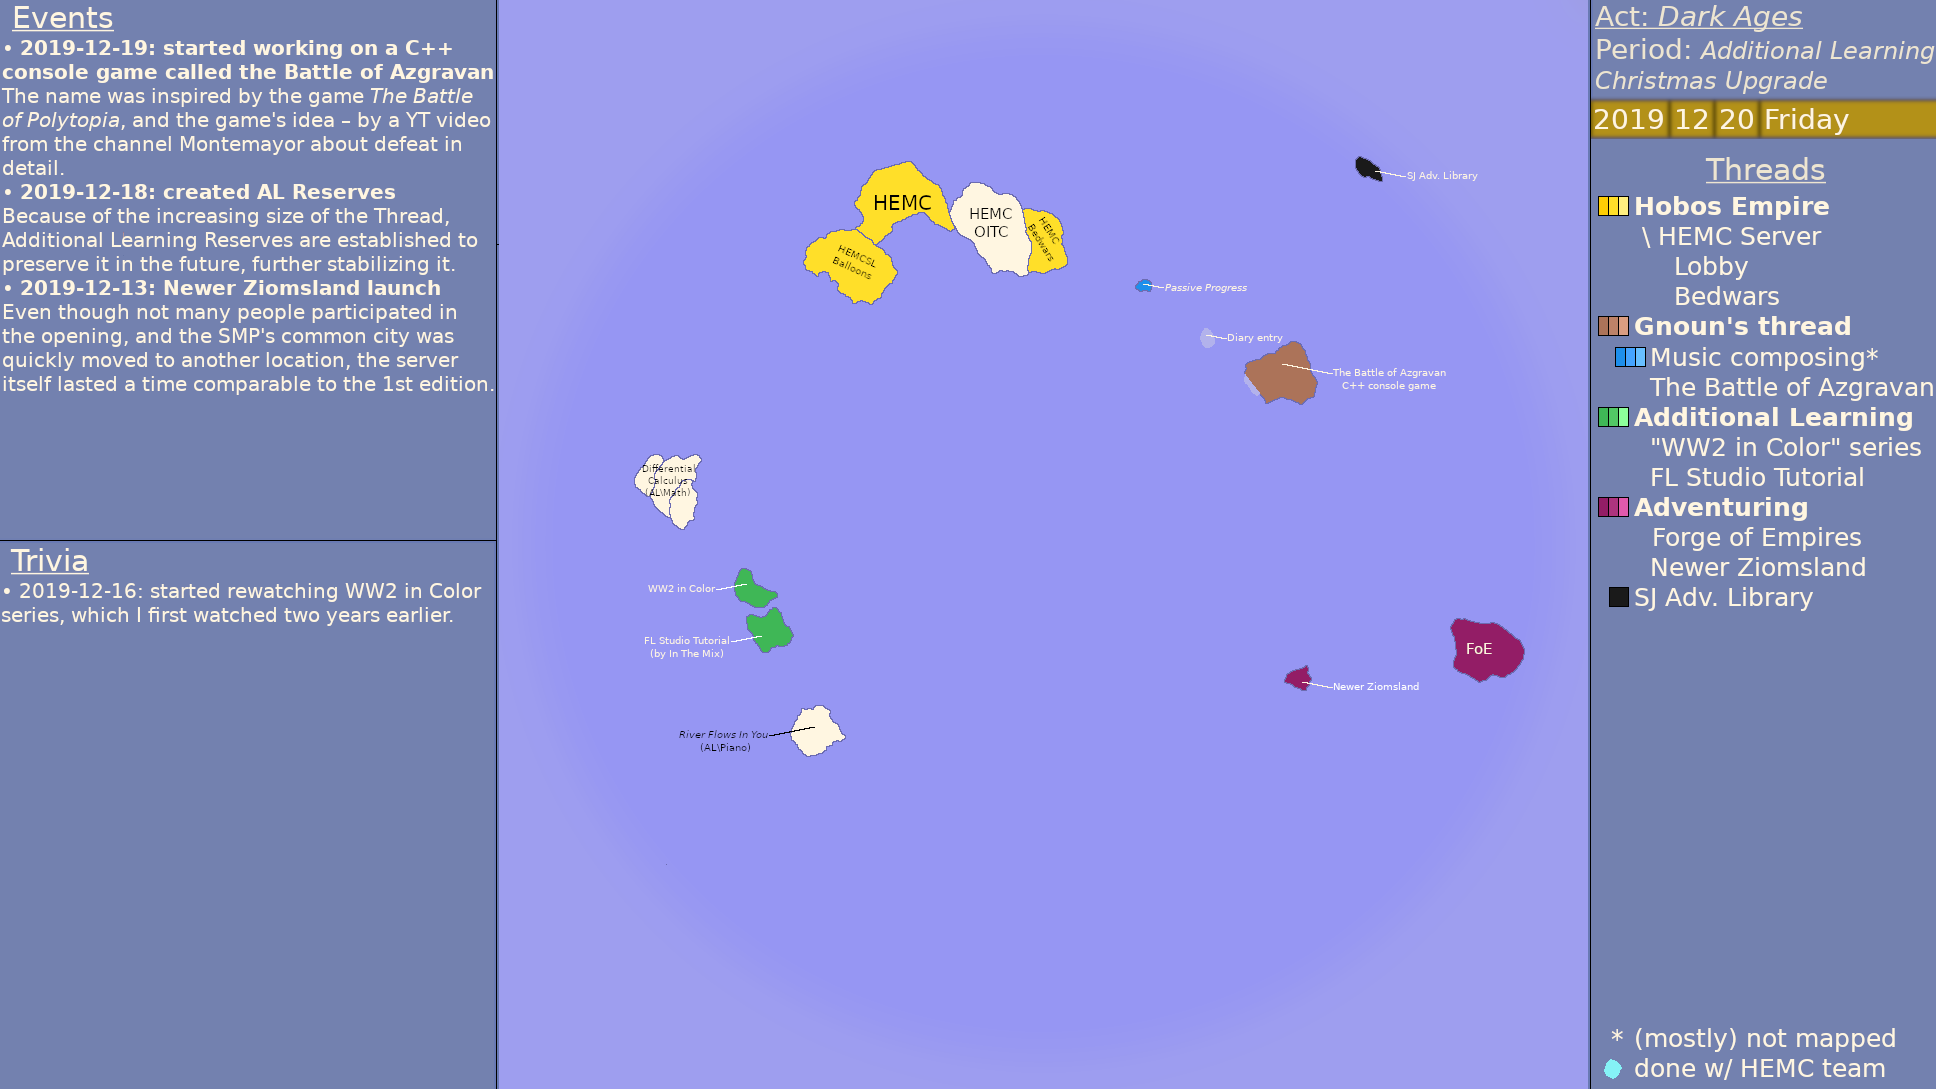 Events
• 2019-12-19: started working on a C++
console game called the Battle of Azgravan
The name was inspired by the game The Battle
of Polytopia, and the game's idea – by a YT video
from the channel Montemayor about defeat in
detail.
• 2019-12-18: created AL Reserves
Because of the increasing size of the Thread,
Additional Learning Reserves are established to
preserve it in the future, further stabilizing it.
• 2019-12-13: Newer Ziomsland launch
Even though not many people participated in
the opening, and the SMP's common city was
quickly moved to another location, the server
itself lasted a time comparable to the 1st edition.
Trivia
• 2019-12-16: started rewatching WW2 in Color
series, which I first watched two years earlier.
HEMC
HEMC
OITC
HEMC
Bedwars
HEMCSL
Balloons
SJ Adv. Library
Passive Progress
Diary entry
The Battle of Azgravan
C++ console game
Differential
Calculus
(AL\Math)
WW2 in Color
FL Studio Tutorial
(by In The Mix)
River Flows In You
(AL\Piano)
FoE
Newer Ziomsland
Act: Dark Ages
Period: Additional Learning
Christmas Upgrade
2019 12 20 Friday
Threads
Hobos Empire
\ HEMC Server
Lobby
Bedwars
Gnoun's thread
Music composing*
The Battle of Azgravan
Additional Learning
"WW2 in Color" series
FL Studio Tutorial
Adventuring
Forge of Empires
Newer Ziomsland
SJ Adv. Library
* (mostly) not mapped
done w/ HEMC team